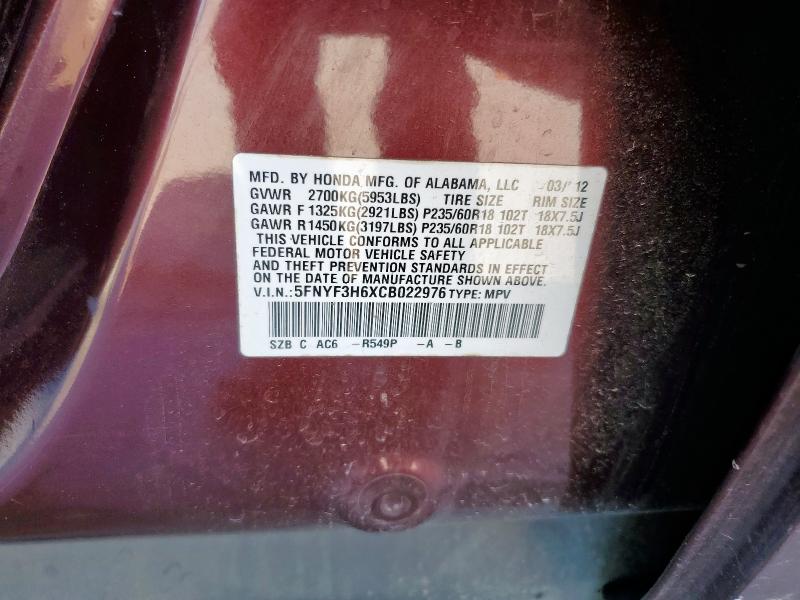 MFD. BY HONDA MFG. OF ALABAMA, LLC 03/12
GVWR 2700KG(5953LBS) TIRE SIZE RIM SIZE
GAWR F 1325KG(2921LBS) P235/60R18 102T 18X7.5J
GAWR R1450KG(3197LBS) P235/60R18 102T 18X7.5J
THIS VEHICLE CONFORMS TO ALL APPLICABLE
FEDERAL MOTOR VEHICLE SAFETY
AND THEFT PREVENTION STANDARDS IN EFFECT
ON THE DATE OF MANUFACTURE SHOWN ABOVE.
V.I.N.:5FNYF3H6XCB022976 TYPE: MPV
SZB C AC6 -R549P -A -B